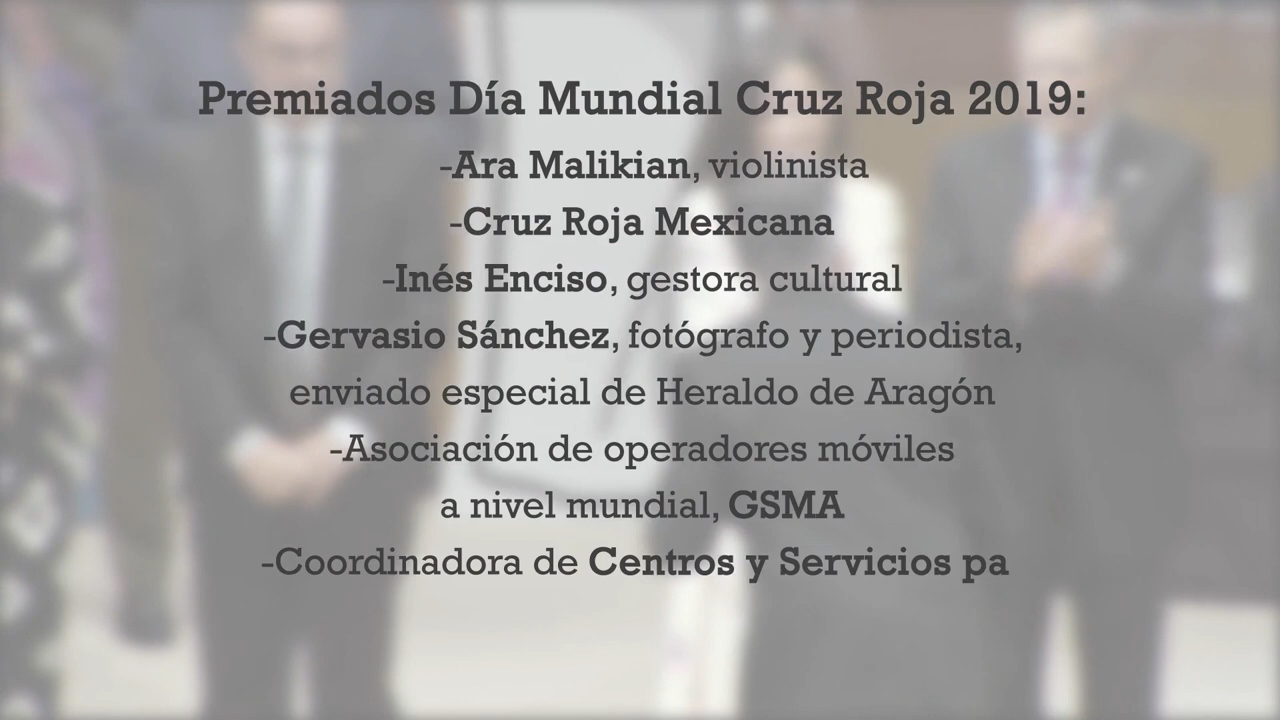 Premiados Día Mundial Cruz Roja 2019:
-Ara Malikian, violinista
-Cruz Roja Mexicana
-Inés Enciso, gestora cultural
-Gervasio Sánchez, fotógrafo y periodista,
enviado especial de Heraldo de Aragón
-Asociación de operadores móviles
a nivel mundial, GSMA
-Coordinadora de Centros y Servicios pa